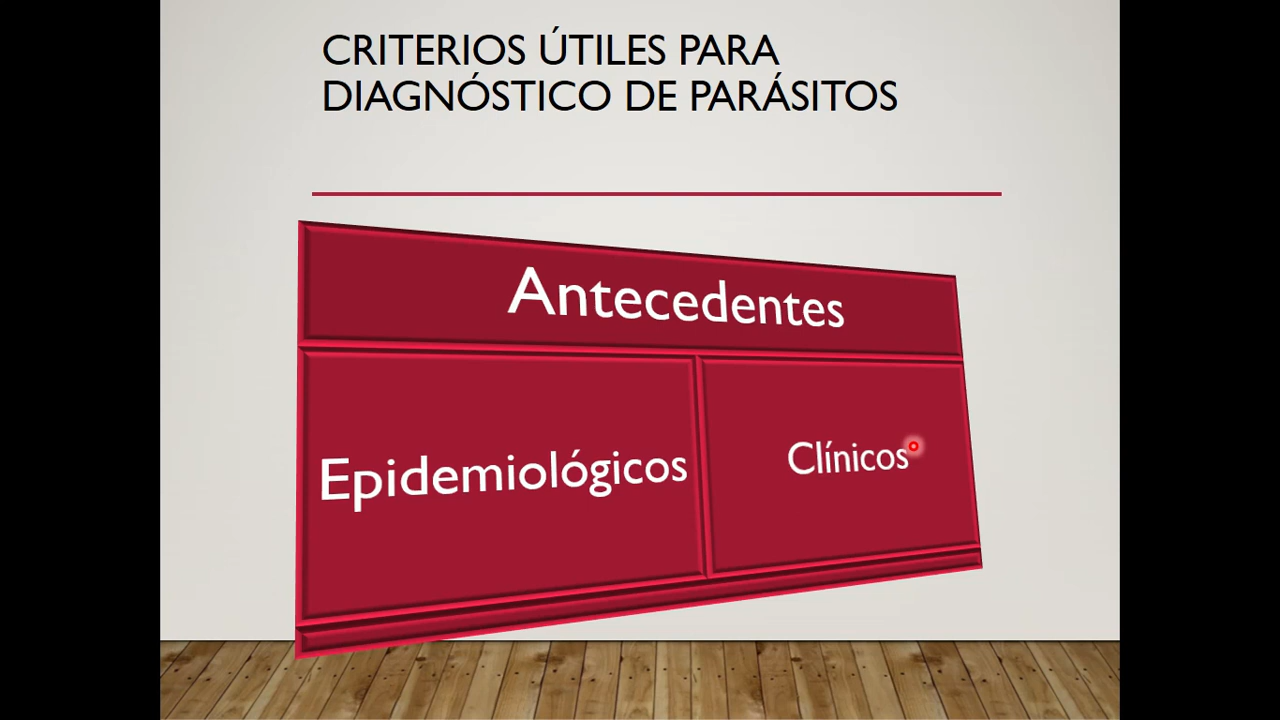 CRITERIOS ÚTILES PARA
DIAGNÓSTICO DE PARÁSITOS
Antecedentes
Epidemiológicos
Clínicos